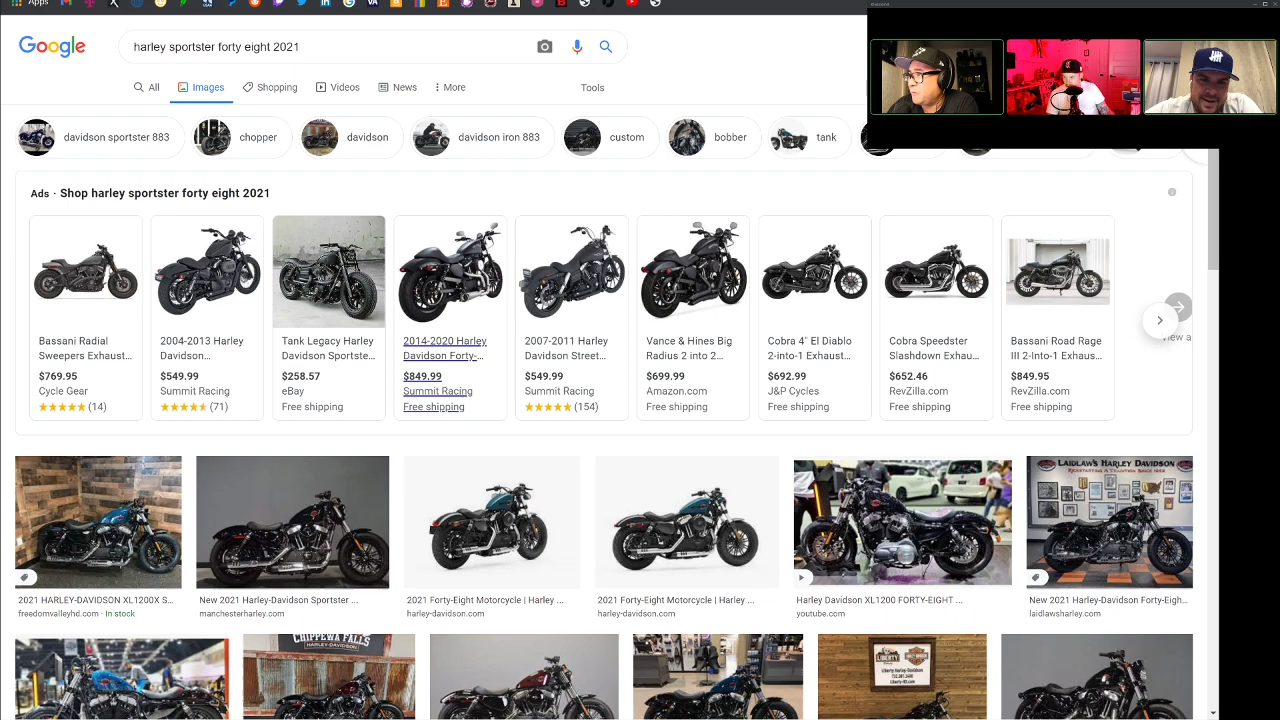 Apps
Discord
Google
harley sportster forty eight 2021
All
Images
Shopping
Videos
News
More
Tools
davidson sportster 883
chopper
davidson
davidson iron 883
custom
bobber
tank
Ads · Shop harley sportster forty eight 2021
Bassani Radial
Sweepers Exhaust...
$769.95
Cycle Gear
(14)
2004-2013 Harley
Davidson...
$549.99
Summit Racing
(71)
Tank Legacy Harley
Davidson Sportste...
$258.57
eBay
Free shipping
2014-2020 Harley
Davidson Forty-...
$849.99
Summit Racing
Free shipping
2007-2011 Harley
Davidson Street...
$549.99
Summit Racing
(154)
Vance & Hines Big
Radius 2 into 2...
$699.99
Amazon.com
Free shipping
Cobra 4" El Diablo
2-into-1 Exhaust...
$692.99
J&P Cycles
Free shipping
Cobra Speedster
Slashdown Exhau...
$652.46
RevZilla.com
Free shipping
Bassani Road Rage
III 2-Into-1 Exhaus...
$849.95
RevZilla.com
Free shipping
View a
LAIDLAW'S HARLEY DAVIDSON
2021 HARLEY-DAVIDSON XL1200X S...
freedomvalleyhd.com · In stock
New 2021 Harley-Davidson Sportster ...
manchesterharley.com
2021 Forty-Eight Motorcycle | Harley ...
harley-davidson.com
2021 Forty-Eight Motorcycle | Harley ...
harley-davidson.com
Harley Davidson XL1200 FORTY-EIGHT ...
youtube.com
New 2021 Harley-Davidson Forty-Eigh...
laidlawsharley.com
CHIPPEWA FALLS
HARLEY-DAVIDSON
LIBERTY
Liberty Harley-Davidson